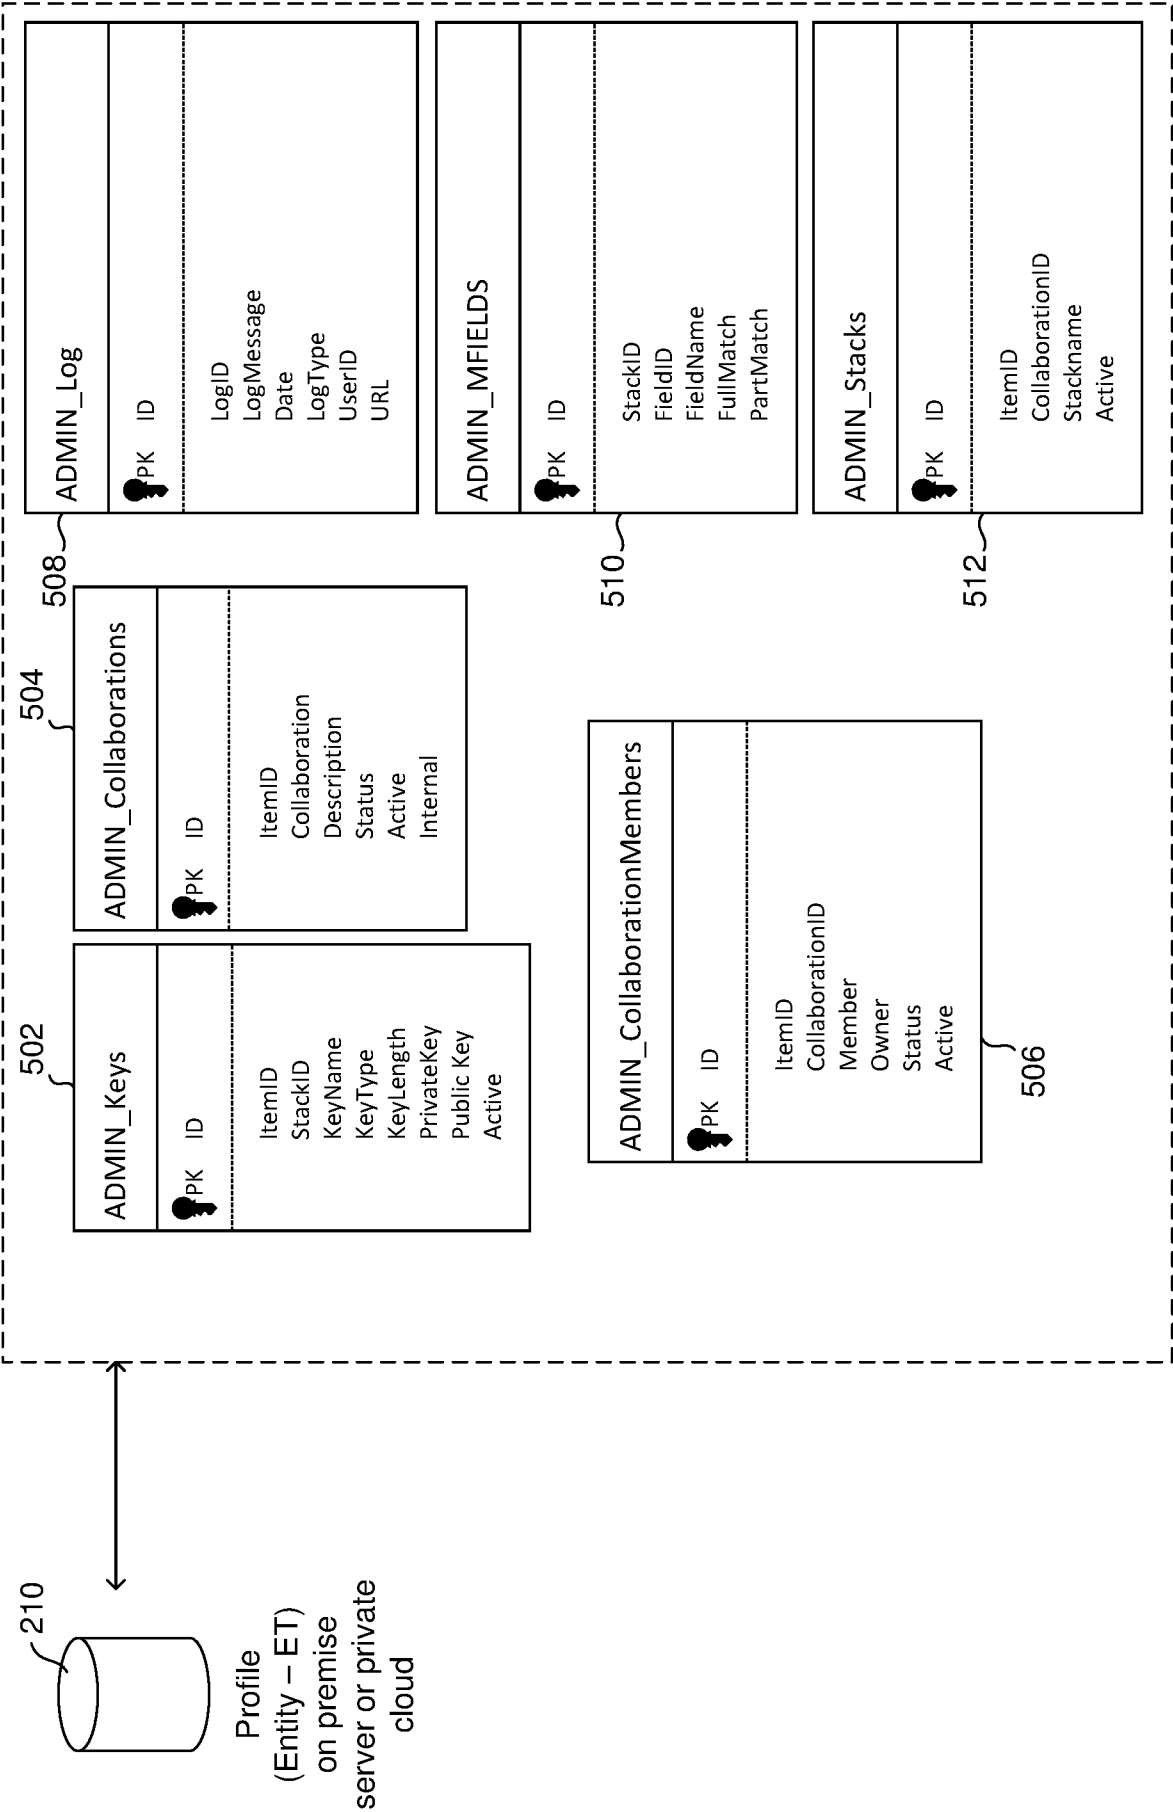 210
Profile
(Entity – ET)
on premise
server or private
cloud
502
ADMIN_Keys
PK ID
ItemID
StackID
KeyName
KeyType
KeyLength
PrivateKey
Public Key
Active
504
ADMIN_Collaborations
PK ID
ItemID
Collaboration
Description
Status
Active
Internal
508
ADMIN_Log
PK ID
LogID
LogMessage
Date
LogType
UserID
URL
ADMIN_CollaborationMembers
PK ID
ItemID
CollaborationID
Member
Owner
Status
Active
506
ADMIN_MFIELDS
PK ID
StackID
FieldID
FieldName
FullMatch
PartMatch
510
ADMIN_Stacks
PK ID
ItemID
CollaborationID
Stackname
Active
512